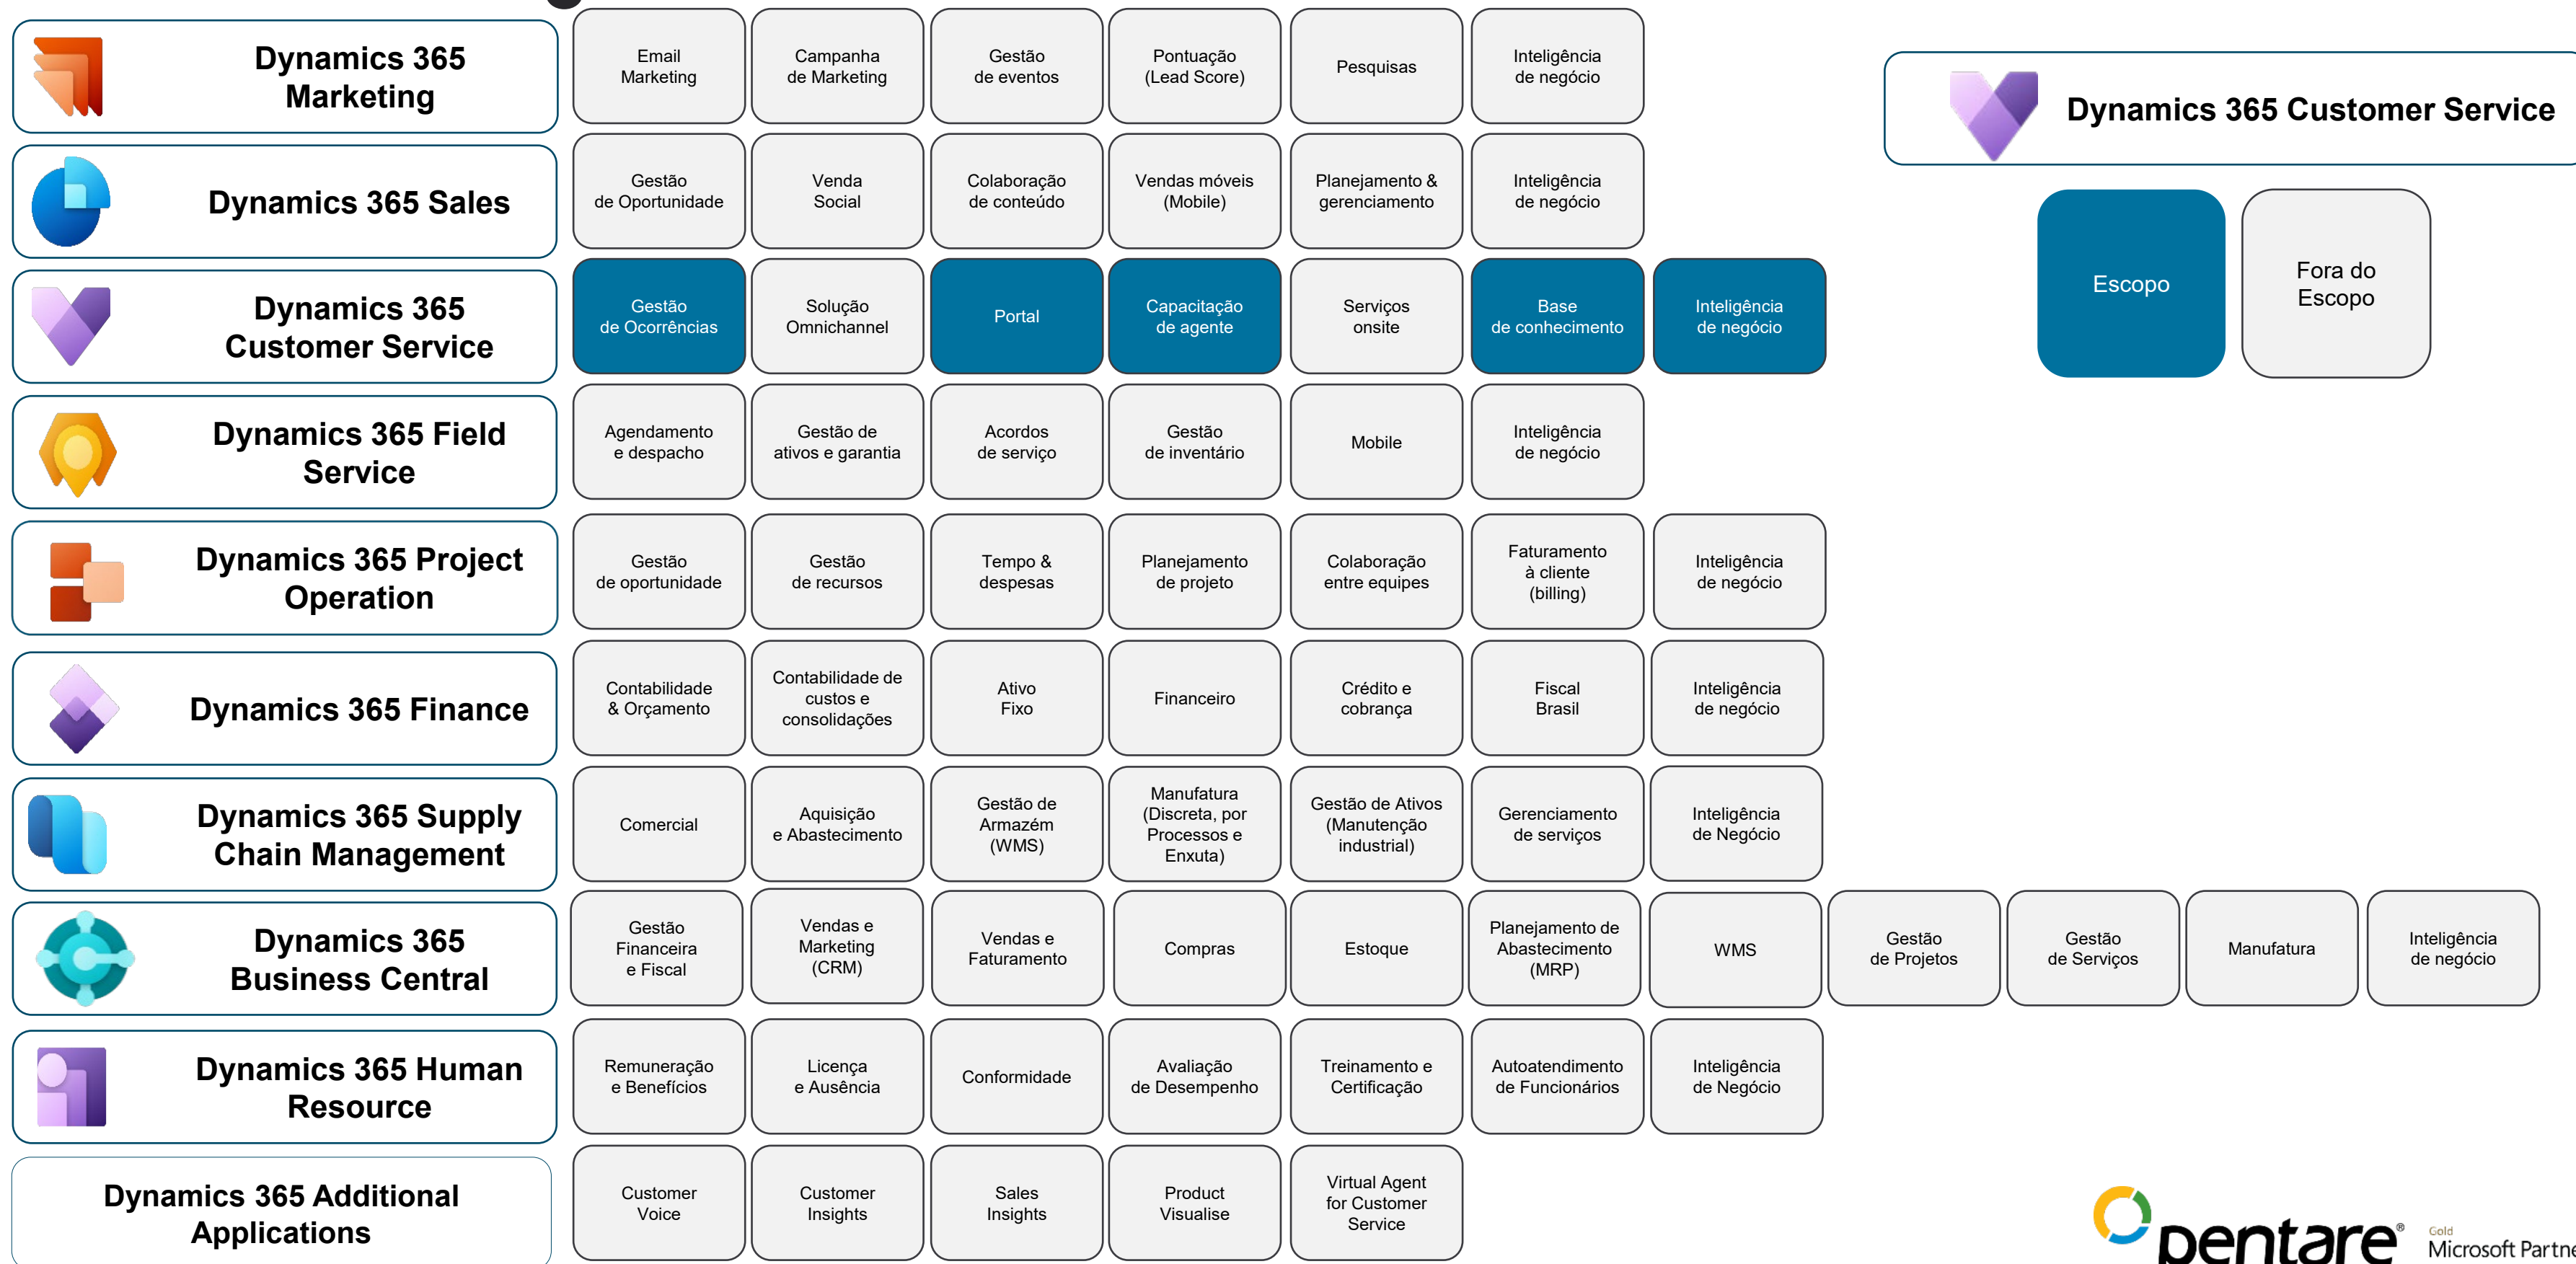 Dynamics 365
Marketing
Email
Marketing
Campanha
de Marketing
Gestão
de eventos
Pontuação
(Lead Score)
Pesquisas
Inteligência
de negócio
Dynamics 365 Customer Service
Escopo
Fora do
Escopo
Dynamics 365 Sales
Gestão
de Oportunidade
Venda
Social
Colaboração
de conteúdo
Vendas móveis
(Mobile)
Planejamento &
gerenciamento
Inteligência
de negócio
Dynamics 365
Customer Service
Gestão
de Ocorrências
Solução
Omnichannel
Portal
Capacitação
de agente
Serviços
onsite
Base
de conhecimento
Inteligência
de negócio
Dynamics 365 Field
Service
Agendamento
e despacho
Gestão de
ativos e garantia
Acordos
de serviço
Gestão
de inventário
Mobile
Inteligência
de negócio
Dynamics 365 Project
Operation
Gestão
de oportunidade
Gestão
de recursos
Tempo &
despesas
Planejamento
de projeto
Colaboração
entre equipes
Faturamento
à cliente
(billing)
Inteligência
de negócio
Dynamics 365 Finance
Contabilidade
& Orçamento
Contabilidade de
custos e
consolidações
Ativo
Fixo
Financeiro
Crédito e
cobrança
Fiscal
Brasil
Inteligência
de negócio
Dynamics 365 Supply
Chain Management
Comercial
Aquisição
e Abastecimento
Gestão de
Armazém
(WMS)
Manufatura
(Discreta, por
Processos e
Enxuta)
Gestão de Ativos
(Manutenção
industrial)
Gerenciamento
de serviços
Inteligência
de Negócio
Dynamics 365
Business Central
Gestão
Financeira
e Fiscal
Vendas e
Marketing
(CRM)
Vendas e
Faturamento
Compras
Estoque
Planejamento de
Abastecimento
(MRP)
WMS
Gestão
de Projetos
Gestão
de Serviços
Manufatura
Inteligência
de negócio
Dynamics 365 Human
Resource
Remuneração
e Benefícios
Licença
e Ausência
Conformidade
Avaliação
de Desempenho
Treinamento e
Certificação
Autoatendimento
de Funcionários
Inteligência
de Negócio
Dynamics 365 Additional
Applications
Customer
Voice
Customer
Insights
Sales
Insights
Product
Visualise
Virtual Agent
for Customer
Service
pentare®
Gold
Microsoft Partne